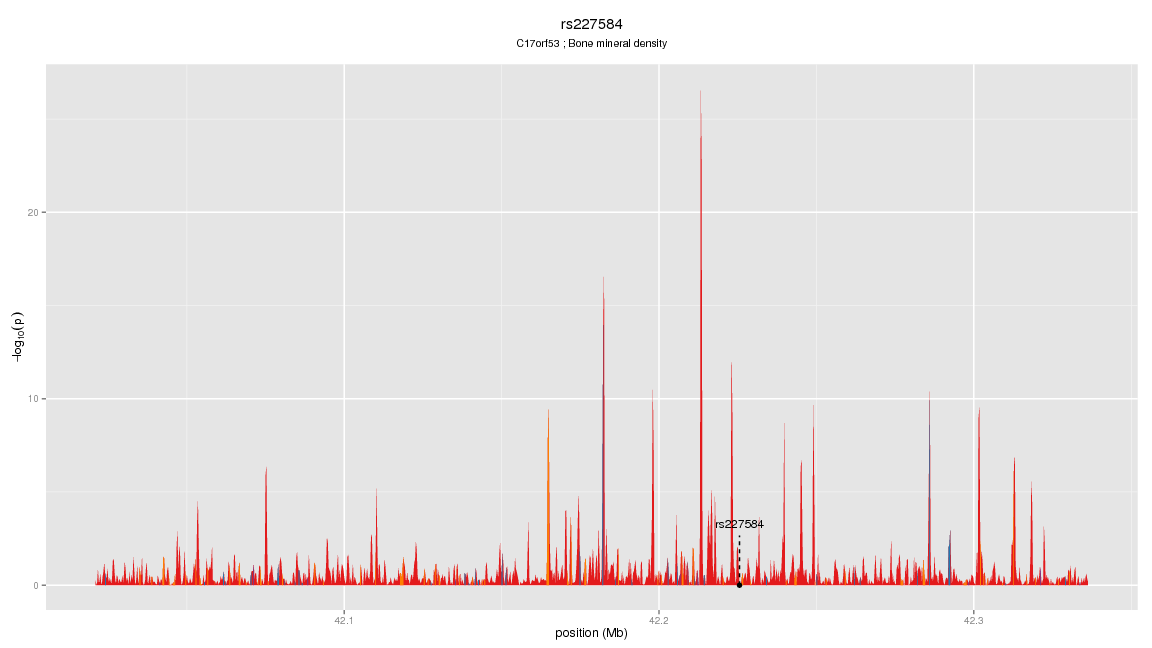 rs227584
C17orf53 ; Bone mineral density
20
10
0
−log10(p)
rs227584
42.1
42.2
42.3
position (Mb)